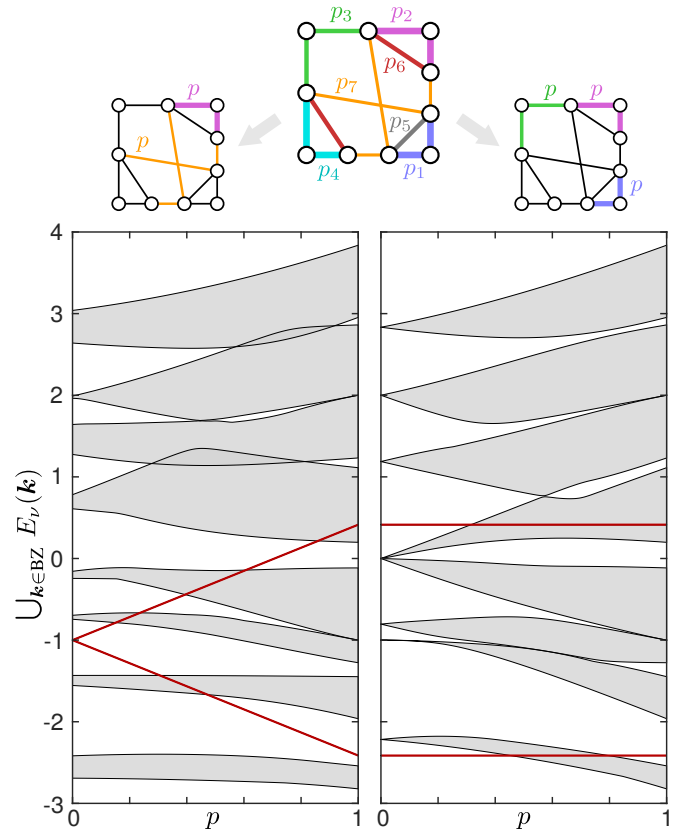 p₃ p₂
p₆
p₇
p₅
p₄ p₁
p
p
p p
p
⋃ₖ∈BZ Eᵥ(k)
4
3
2
1
0
-1
-2
-3
0 p 1
0 p 1